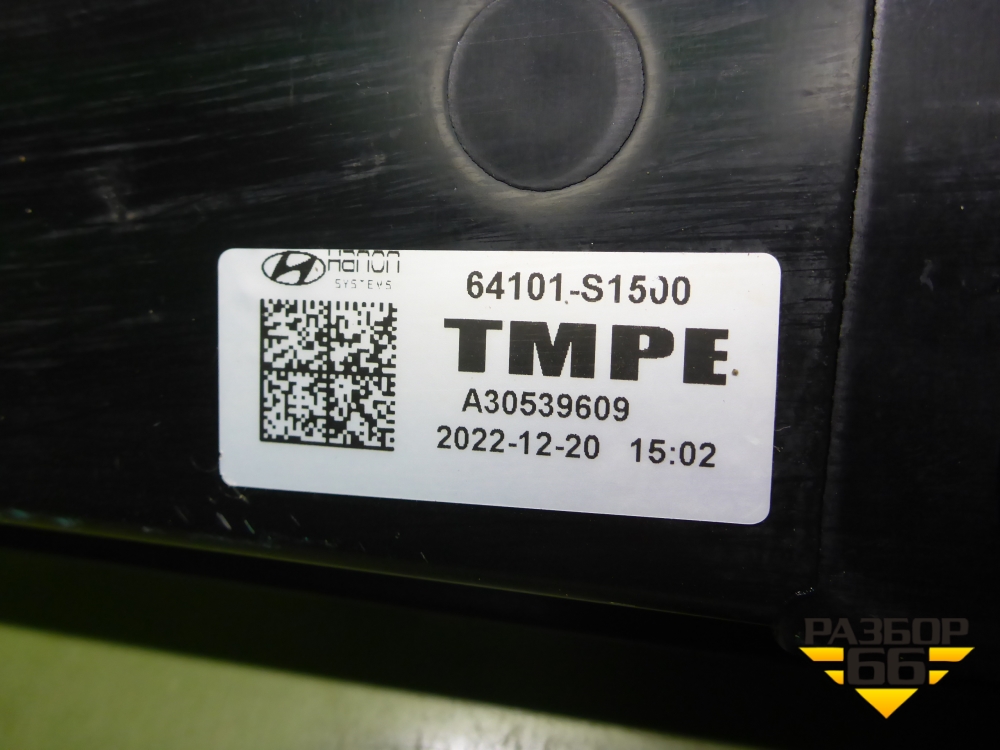 Hanon
SYSTEMS
64101-S1500
TMPE
A30539609
2022-12-20 15:02
РАЗБОР
66